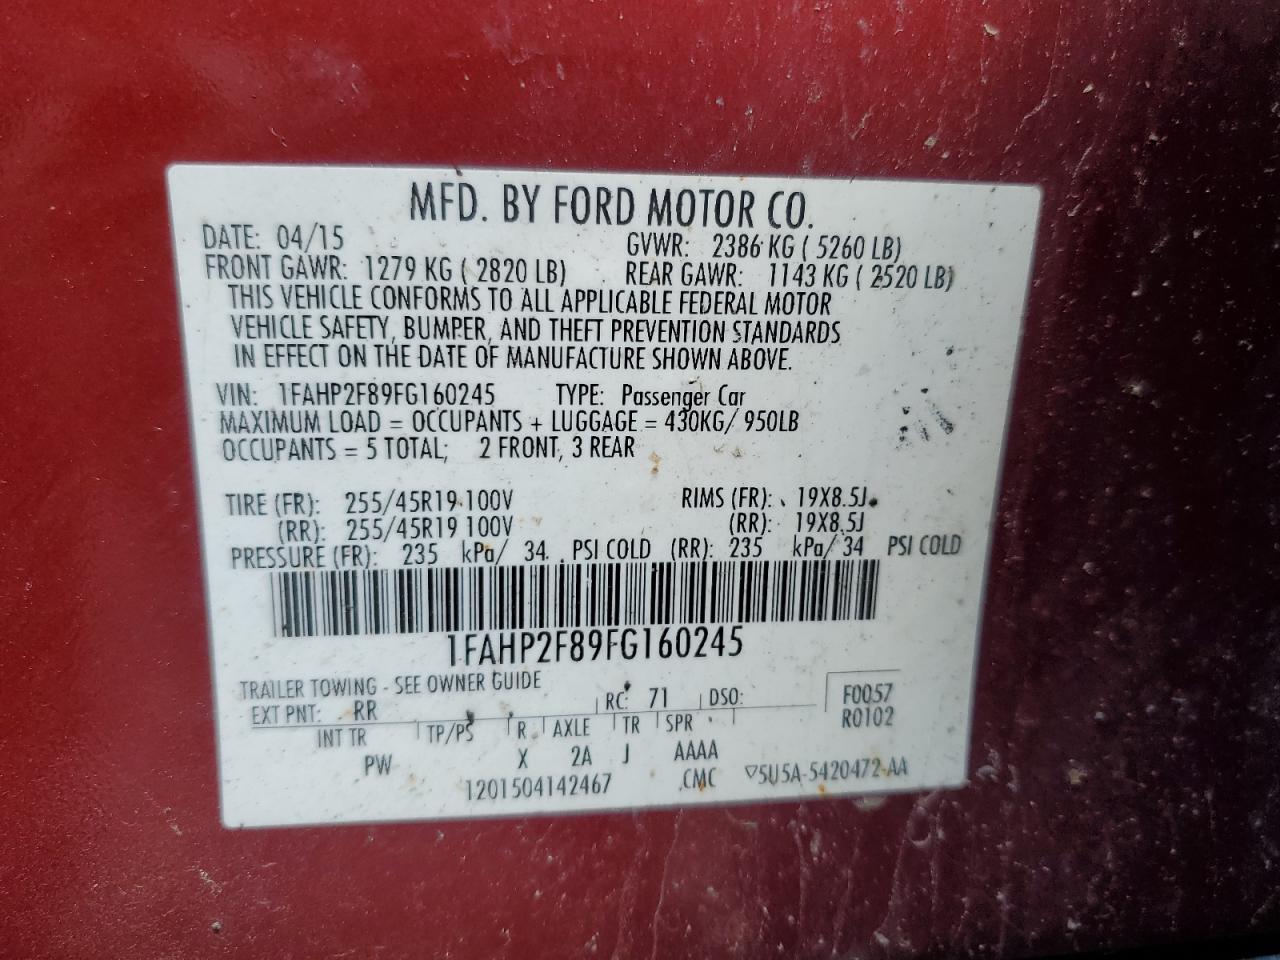 MFD. BY FORD MOTOR CO.
DATE: 04/15 GVWR: 2386 KG ( 5260 LB)
FRONT GAWR: 1279 KG ( 2820 LB) REAR GAWR: 1143 KG ( 2520 LB)
THIS VEHICLE CONFORMS TO ALL APPLICABLE FEDERAL MOTOR
VEHICLE SAFETY, BUMPER, AND THEFT PREVENTION STANDARDS
IN EFFECT ON THE DATE OF MANUFACTURE SHOWN ABOVE.
VIN: 1FAHP2F89FG160245 TYPE: Passenger Car
MAXIMUM LOAD = OCCUPANTS + LUGGAGE = 430KG/ 950LB
OCCUPANTS = 5 TOTAL; 2 FRONT, 3 REAR
TIRE (FR): 255/45R19 100V RIMS (FR): 19X8.5J
(RR): 255/45R19 100V (RR): 19X8.5J
PRESSURE (FR): 235 kPa/ 34 PSI COLD (RR): 235 kPa/ 34 PSI COLD
1FAHP2F89FG160245
TRAILER TOWING - SEE OWNER GUIDE
EXT PNT: RR RC: 71 DSO: F0057
R0102
INT TR TP/PS R AXLE TR SPR
PW X 2A J AAAA
1201504142467 CMC ▽5U5A-5420472-AA